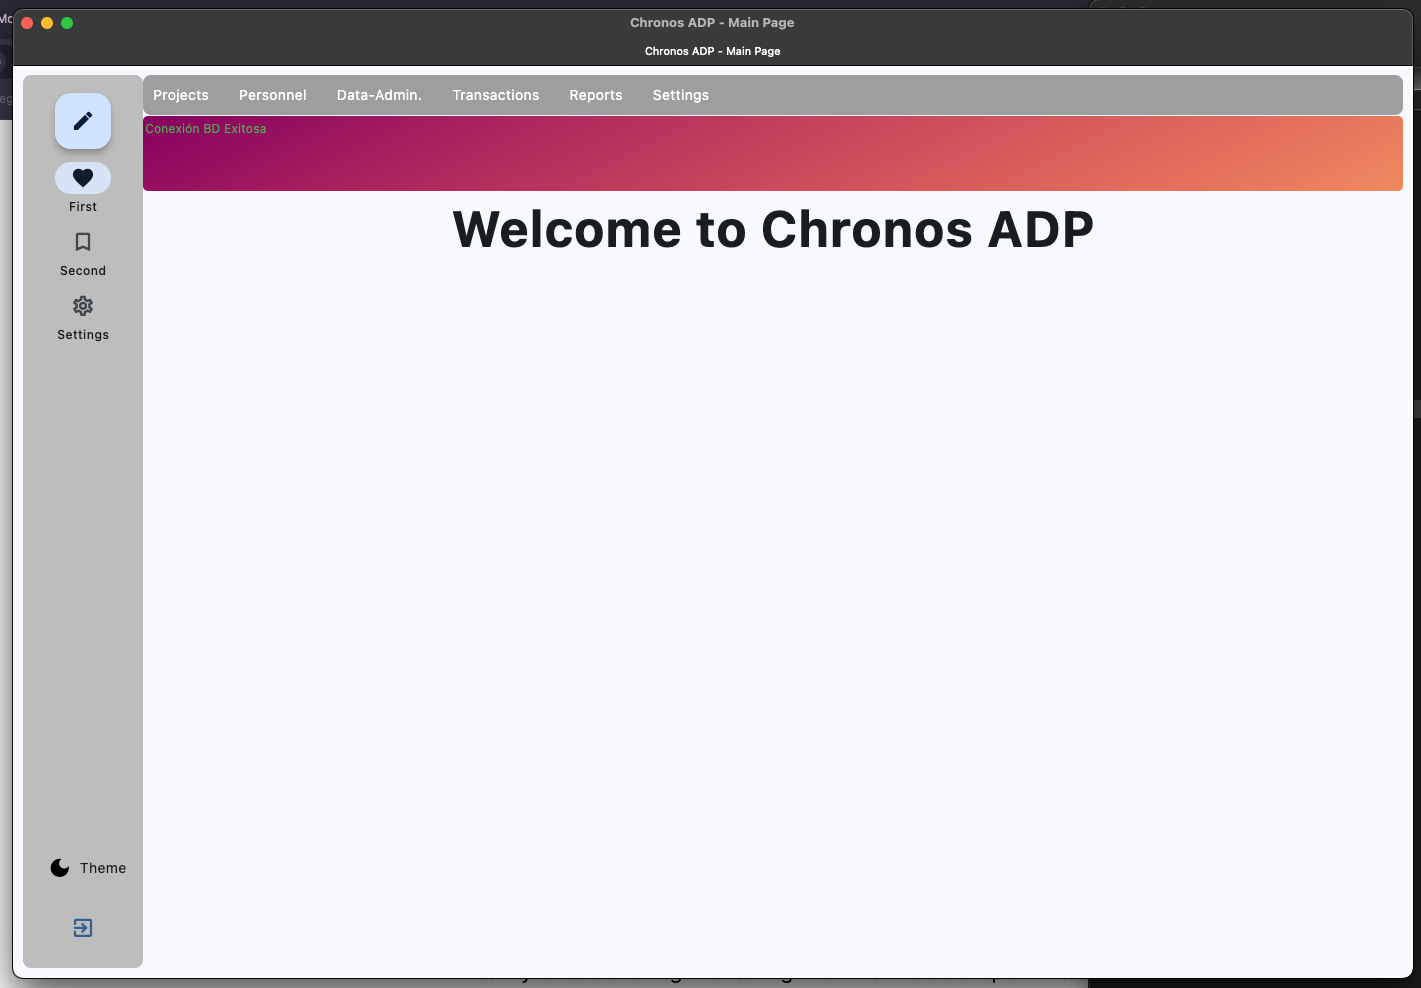 Chronos ADP - Main Page
Chronos ADP - Main Page
Projects Personnel Data-Admin. Transactions Reports Settings
Conexión BD Exitosa
Welcome to Chronos ADP
First
Second
Settings
Theme